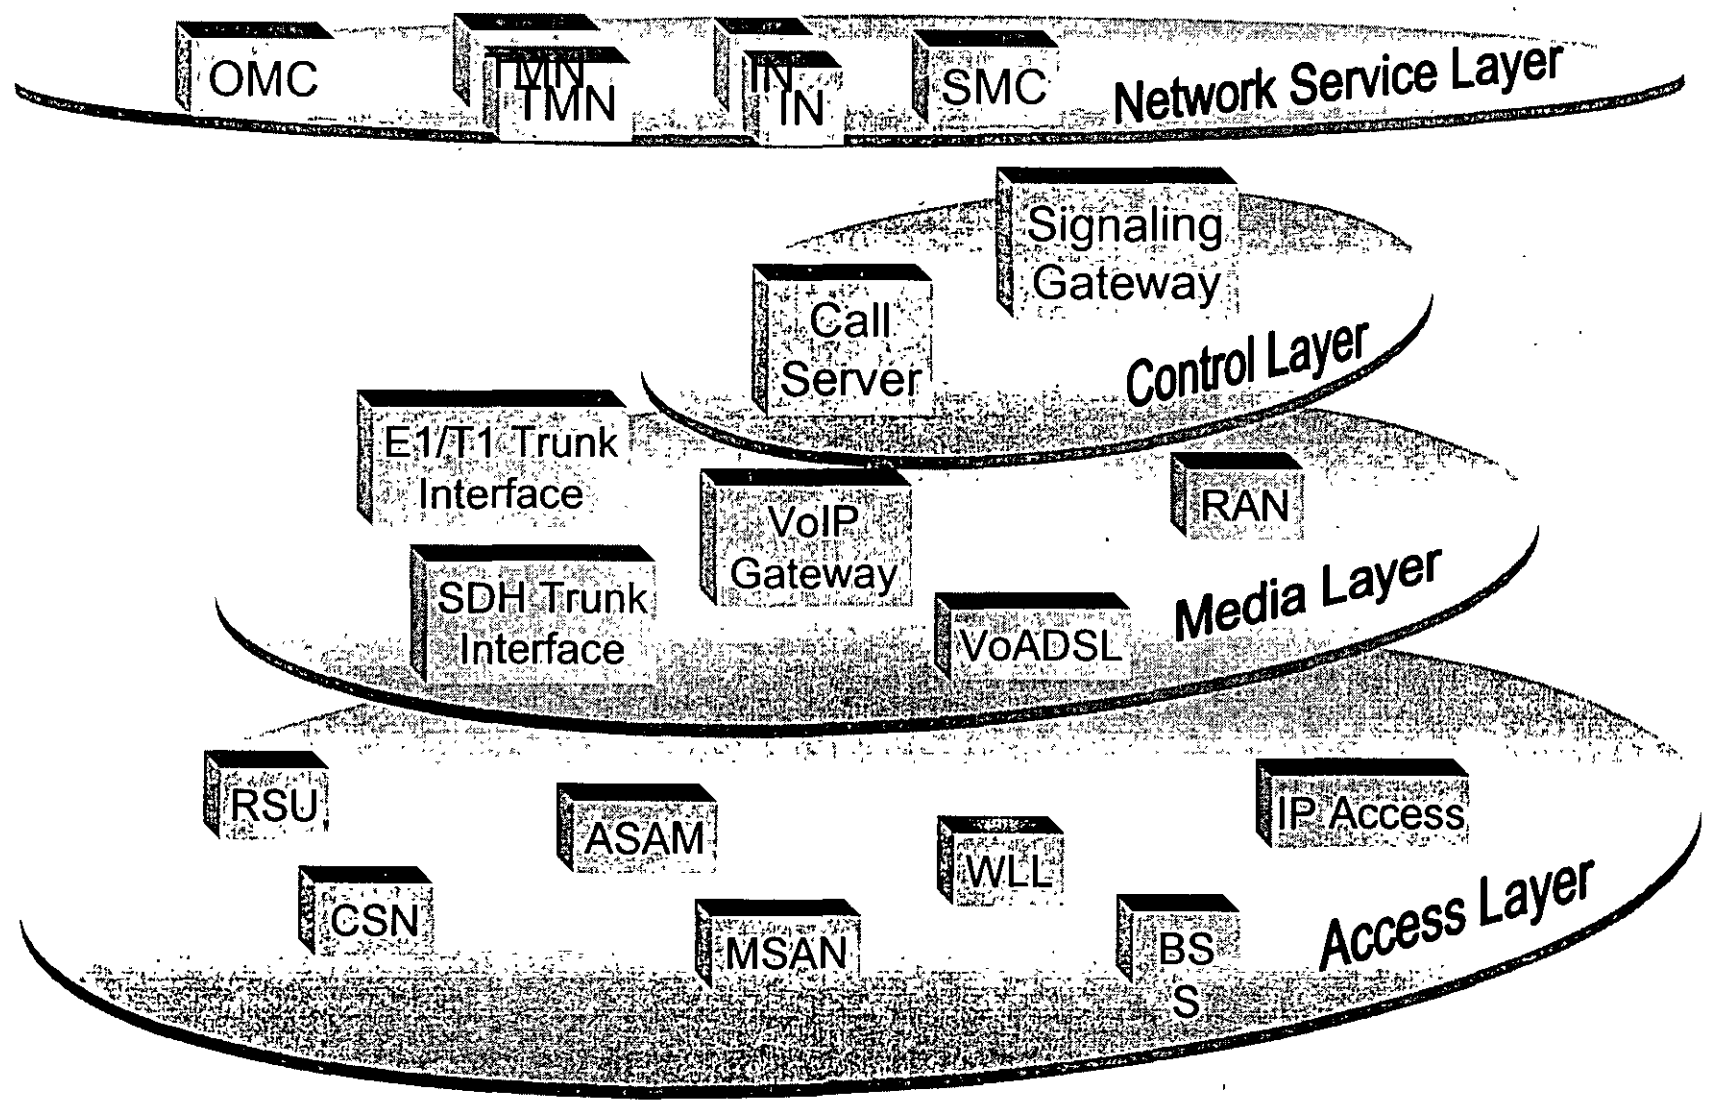 OMC
TMN
TMN
IN
IN
SMC
Network Service Layer
Signaling
Gateway
Call
Server
Control Layer
E1/T1 Trunk
Interface
VoIP
Gateway
RAN
SDH Trunk
Interface
VoADSL
Media Layer
RSU
ASAM
WLL
IP Access
CSN
MSAN
BS
S
Access Layer